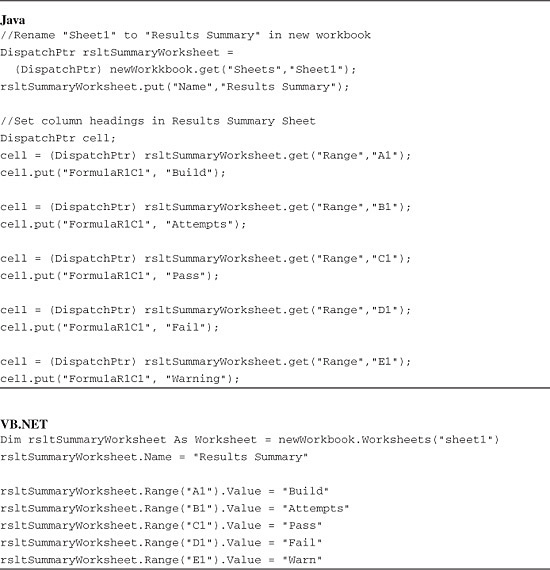 Java
//Rename "Sheet1" to "Results Summary" in new workbook
DispatchPtr rsltSummaryWorksheet =
(DispatchPtr) newWorkkbook.get("Sheets","Sheet1");
rsltSummaryWorksheet.put("Name","Results Summary");
//Set column headings in Results Summary Sheet
DispatchPtr cell;
cell = (DispatchPtr) rsltSummaryWorksheet.get("Range","A1");
cell.put("FormulaR1C1", "Build");
cell = (DispatchPtr) rsltSummaryWorksheet.get("Range","B1");
cell.put("FormulaR1C1", "Attempts");
cell = (DispatchPtr) rsltSummaryWorksheet.get("Range","C1");
cell.put("FormulaR1C1", "Pass");
cell = (DispatchPtr) rsltSummaryWorksheet.get("Range","D1");
cell.put("FormulaR1C1", "Fail");
cell = (DispatchPtr) rsltSummaryWorksheet.get("Range","E1");
cell.put("FormulaR1C1", "Warning");
VB.NET
Dim rsltSummaryWorksheet As Worksheet = newWorkbook.Worksheets("sheet1")
rsltSummaryWorksheet.Name = "Results Summary"
rsltSummaryWorksheet.Range("A1").Value = "Build"
rsltSummaryWorksheet.Range("B1").Value = "Attempts"
rsltSummaryWorksheet.Range("C1").Value = "Pass"
rsltSummaryWorksheet.Range("D1").Value = "Fail"
rsltSummaryWorksheet.Range("E1").Value = "Warn"